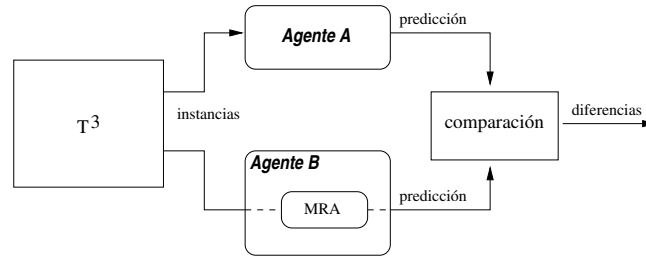 T3
instancias
Agente A
predicción
Agente B
MRA
predicción
comparación
diferencias